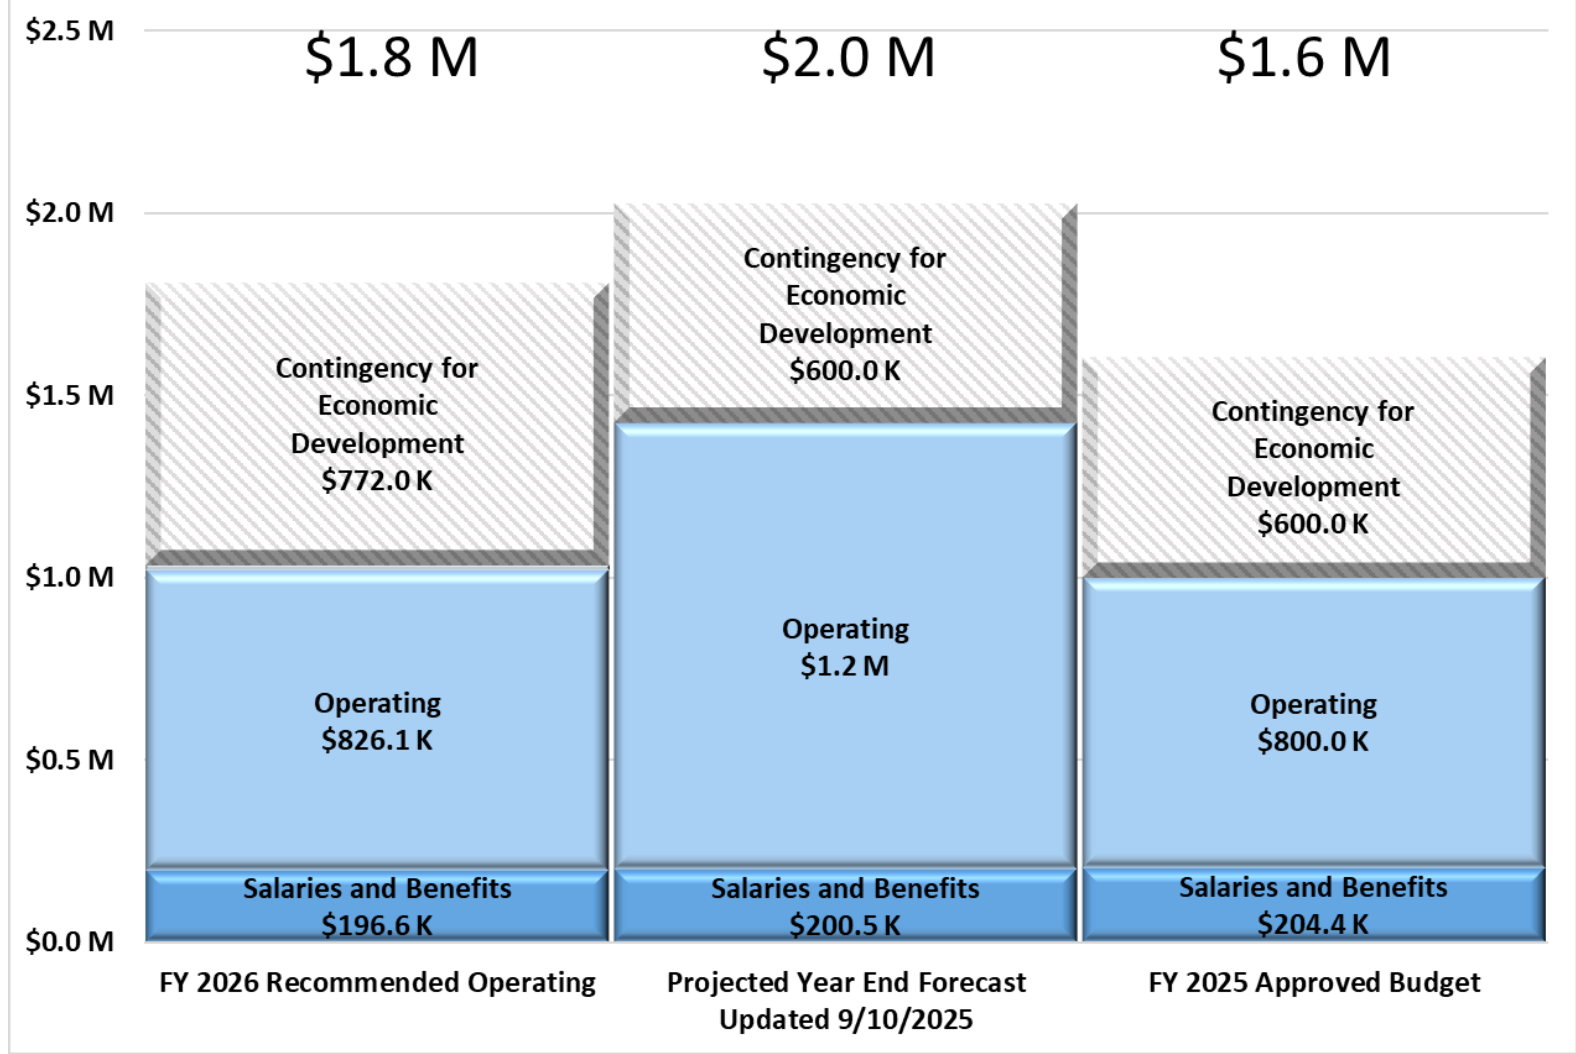 $2.5 M
$1.8 M
$2.0 M
$1.6 M
$2.0 M
$1.5 M
$1.0 M
$0.5 M
$0.0 M
Contingency for
Economic
Development
$772.0 K
Operating
$826.1 K
Salaries and Benefits
$196.6 K
FY 2026 Recommended Operating
Contingency for
Economic
Development
$600.0 K
Operating
$1.2 M
Salaries and Benefits
$200.5 K
Projected Year End Forecast
Updated 9/10/2025
Contingency for
Economic
Development
$600.0 K
Operating
$800.0 K
Salaries and Benefits
$204.4 K
FY 2025 Approved Budget